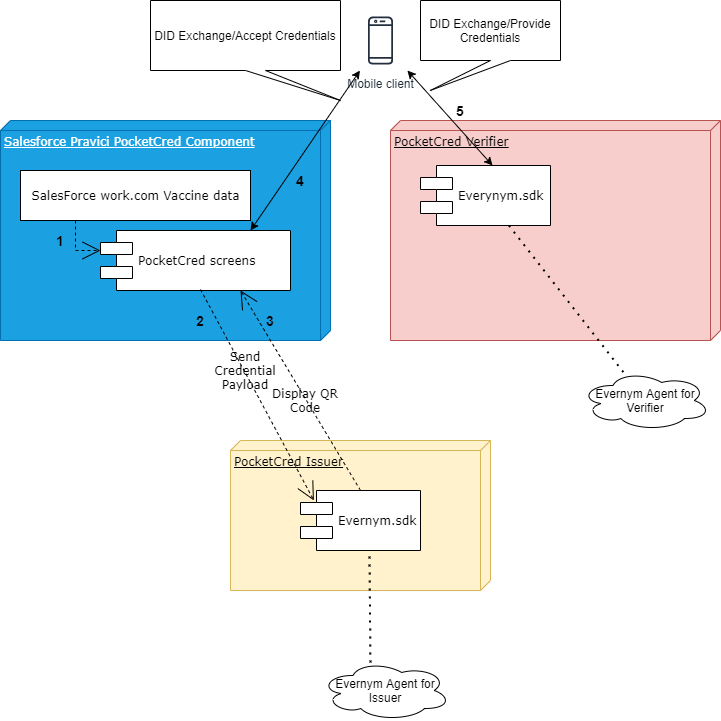 DID Exchange/Accept Credentials
DID Exchange/Provide
Credentials
Mobile client
5
Salesforce Pravici PocketCred Component
PocketCred Verifier
SalesForce work.com Vaccine data
4
Everynym.sdk
1
PocketCred screens
2
3
Send
Credential
Payload
Display QR
Code
Evernym Agent for
Verifier
PocketCred Issuer
Evernym.sdk
Evernym Agent for
Issuer